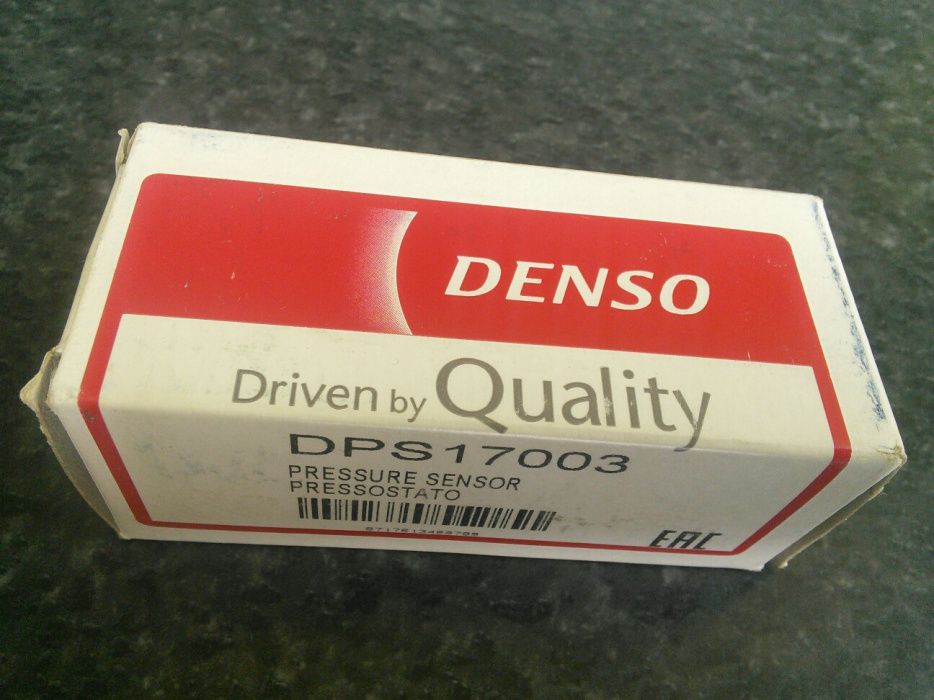 DENSO
Driven by Quality
DPS17003
PRESSURE SENSOR
PRESSOSTATO
EAC